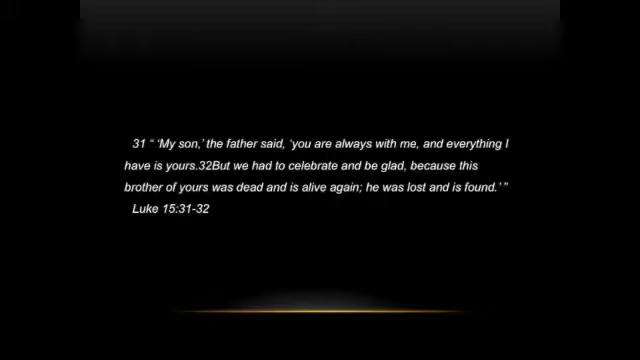 31 “ ‘My son,’ the father said, ‘you are always with me, and everything I
have is yours.32But we had to celebrate and be glad, because this
brother of yours was dead and is alive again; he was lost and is found.’ ”
Luke 15:31-32